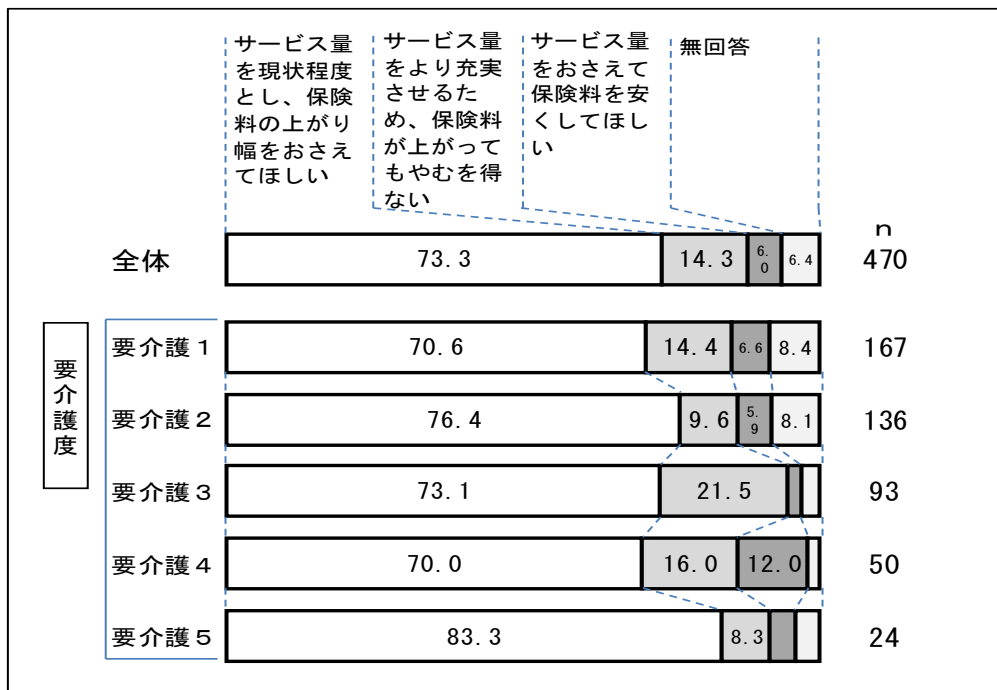 サービス量
を現状程度
とし、保険
料の上がり
幅をおさえ
てほしい
サービス量
をより充実
させるた
め、保険料
が上がって
もやむを得
ない
サービス量
をおさえて
保険料を安
くしてほし
い
無回答
n
全体 73.3 14.3 6.0 6.4 470
要介護度
要介護1 70.6 14.4 6.6 8.4 167
要介護2 76.4 9.6 5.9 8.1 136
要介護3 73.1 21.5 93
要介護4 70.0 16.0 12.0 50
要介護5 83.3 8.3 24